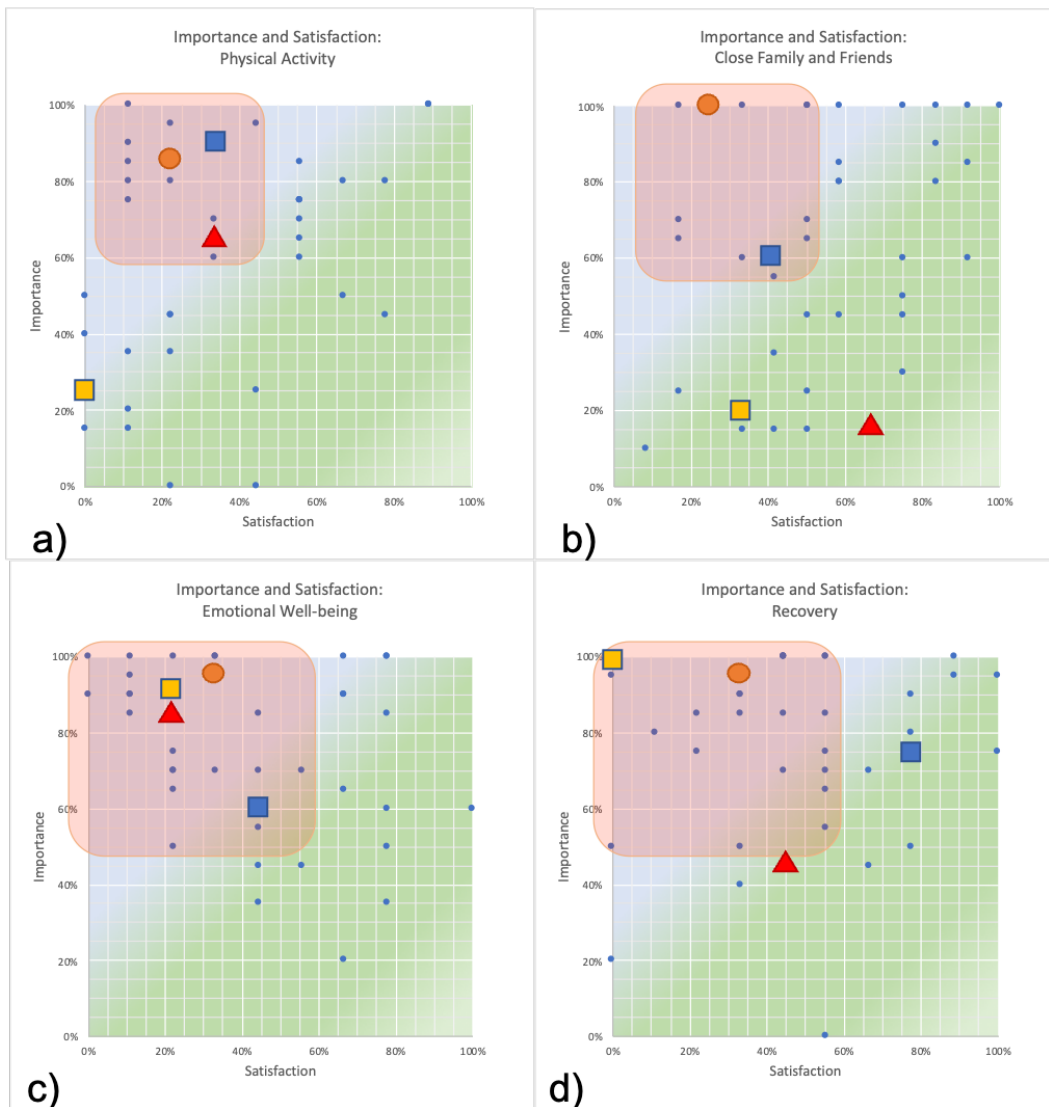 Importance and Satisfaction:
Physical Activity
100%
80%
60%
40%
20%
0%
Importance
0% 20% 40% 60% 80% 100%
Satisfaction
a)
Importance and Satisfaction:
Close Family and Friends
100%
80%
60%
40%
20%
0%
Importance
0% 20% 40% 60% 80% 100%
Satisfaction
b)
Importance and Satisfaction:
Emotional Well-being
100%
80%
60%
40%
20%
0%
Importance
0% 20% 40% 60% 80% 100%
Satisfaction
c)
Importance and Satisfaction:
Recovery
100%
80%
60%
40%
20%
0%
Importance
0% 20% 40% 60% 80% 100%
Satisfaction
d)